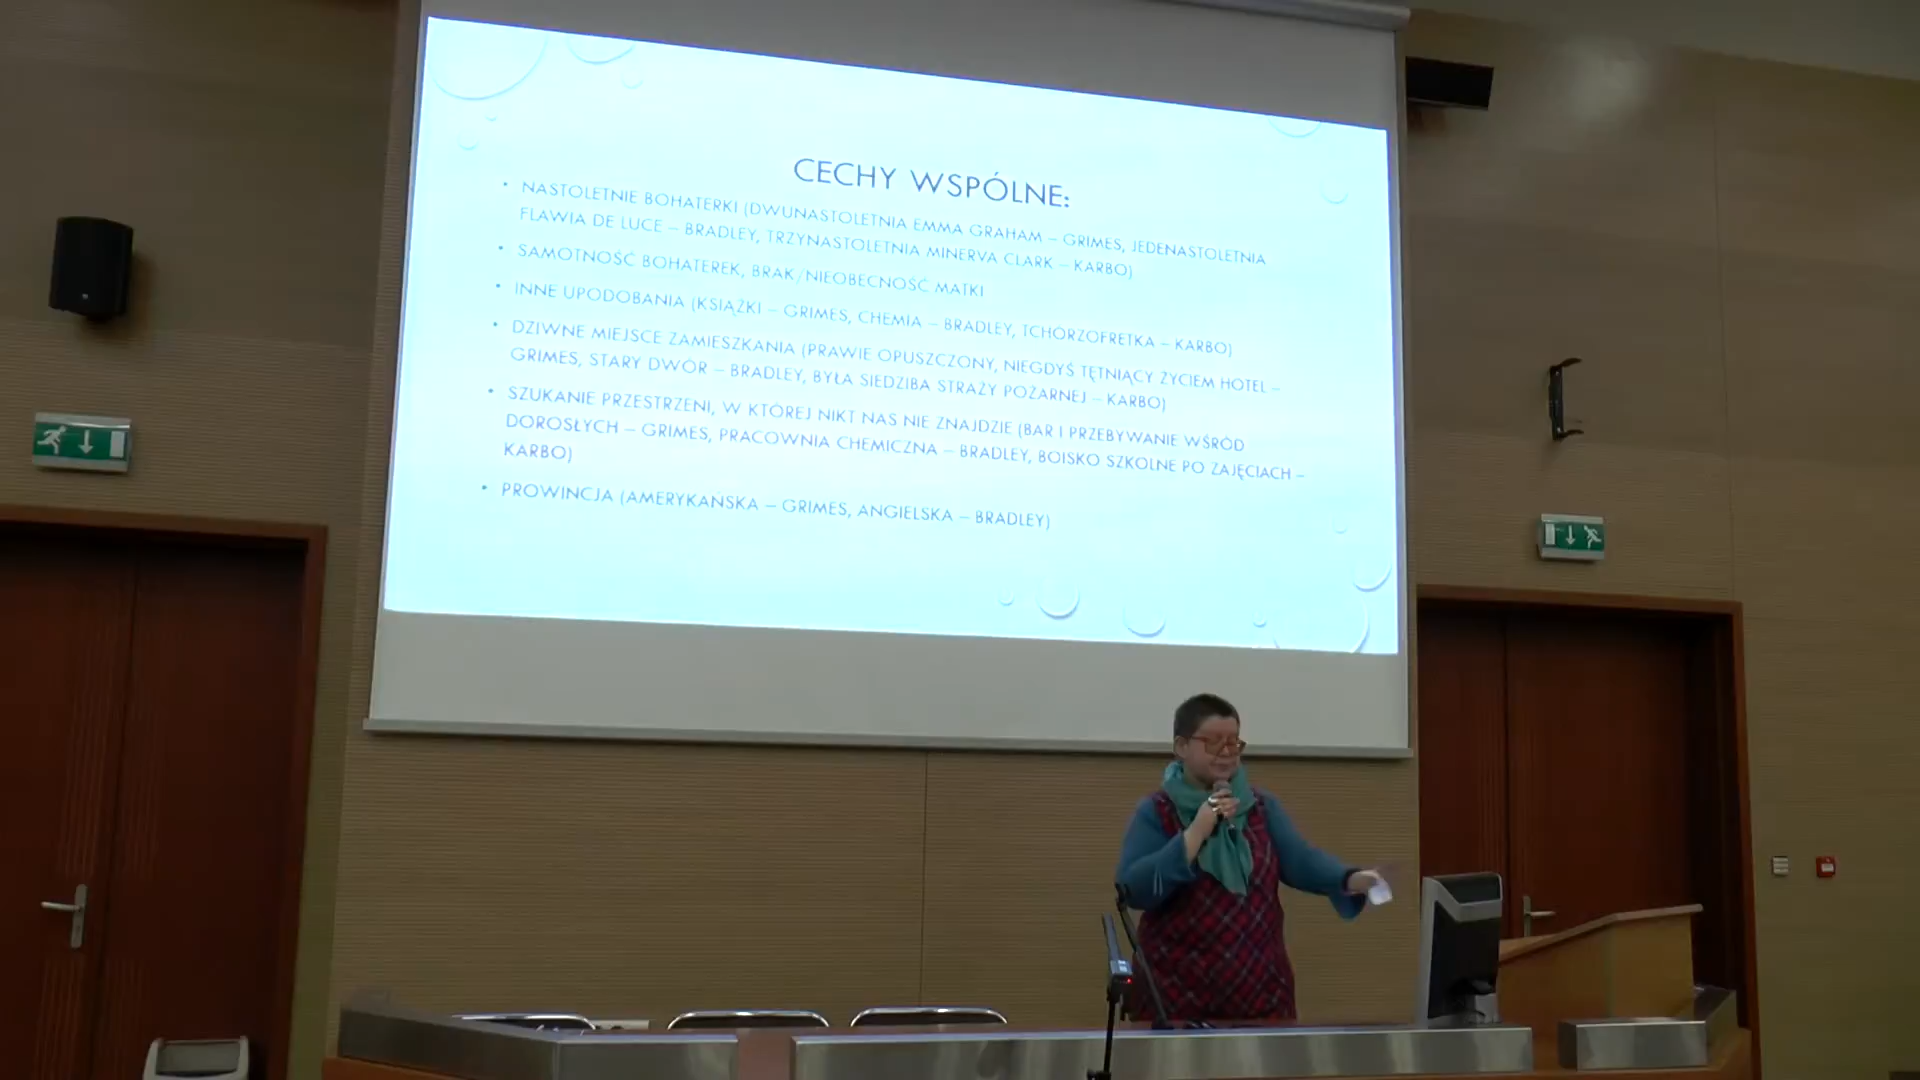 CECHY WSPÓLNE:
• NASTOLETNIE BOHATERKI (DWUNASTOLETNIA EMMA GRAHAM – GRIMES, JEDENASTOLETNIA
FLAWIA DE LUCE – BRADLEY, TRZYNASTOLETNIA MINERVA CLARK – KARBO)
• SAMOTNOŚĆ BOHATEREK, BRAK/NIEOBECNOŚĆ MATKI
• INNE UPODOBANIA (KSIĄŻKI – GRIMES, CHEMIA – BRADLEY, TCHORZOFRETKA – KARBO)
• DZIWNE MIEJSCE ZAMIESZKANIA (PRAWIE OPUSZCZONY, NIEGDYŚ TĘTNIĄCY ŻYCIEM HOTEL –
GRIMES, STARY DWÓR – BRADLEY, BYŁA SIEDZIBA STRAŻY POŻARNEJ – KARBO)
• SZUKANIE PRZESTRZENI, W KTÓREJ NIKT NAS NIE ZNAJDZIE (BAR I PRZEBYWANIE WŚRÓD
DOROSŁYCH – GRIMES, PRACOWNIA CHEMICZNA – BRADLEY, BOISKO SZKOLNE PO ZAJĘCIACH –
KARBO)
• PROWINCJA (AMERYKAŃSKA – GRIMES, ANGIELSKA – BRADLEY)